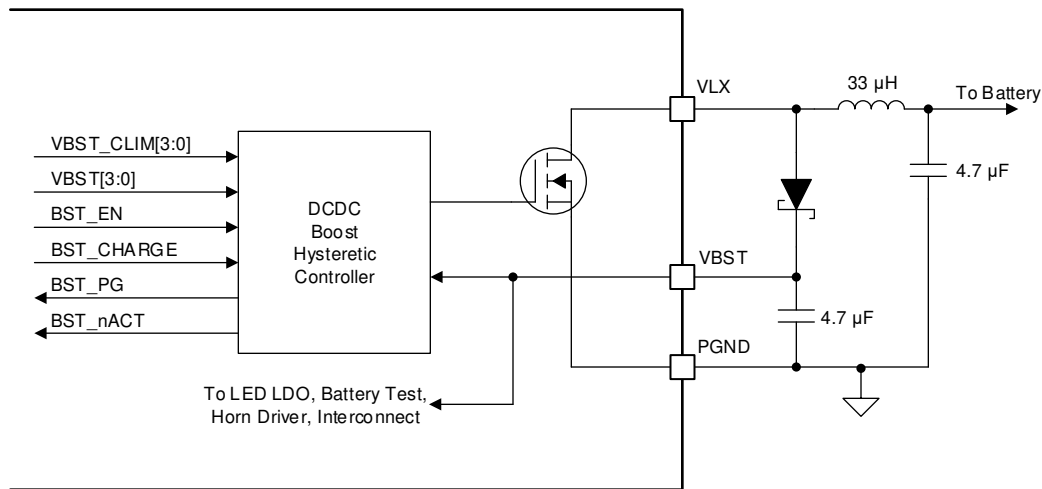 VLX
33 µH
To Battery
VBST_CLIM[3:0]
VBST[3:0]
BST_EN
BST_CHARGE
BST_PG
BST_nACT
DCDC
Boost
Hysteretic
Controller
4.7 µF
VBST
4.7 µF
PGND
To LED LDO, Battery Test,
Horn Driver, Interconnect